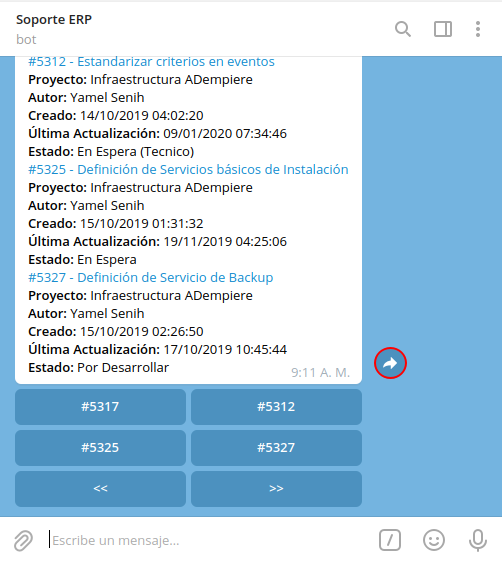 Soporte ERP
bot
#5312 - Estandarizar criterios en eventos
Proyecto: Infraestructura ADempiere
Autor: Yamel Senih
Creado: 14/10/2019 04:02:20
Última Actualización: 09/01/2020 07:34:46
Estado: En Espera (Tecnico)
#5325 - Definición de Servicios básicos de Instalación
Proyecto: Infraestructura ADempiere
Autor: Yamel Senih
Creado: 15/10/2019 01:31:32
Última Actualización: 19/11/2019 04:25:06
Estado: En Espera
#5327 - Definición de Servicio de Backup
Proyecto: Infraestructura ADempiere
Autor: Yamel Senih
Creado: 15/10/2019 02:26:50
Última Actualización: 17/10/2019 10:45:44
Estado: Por Desarrollar
9:11 A. M.
#5317
#5312
#5325
#5327
<<
>>
Escribe un mensaje...